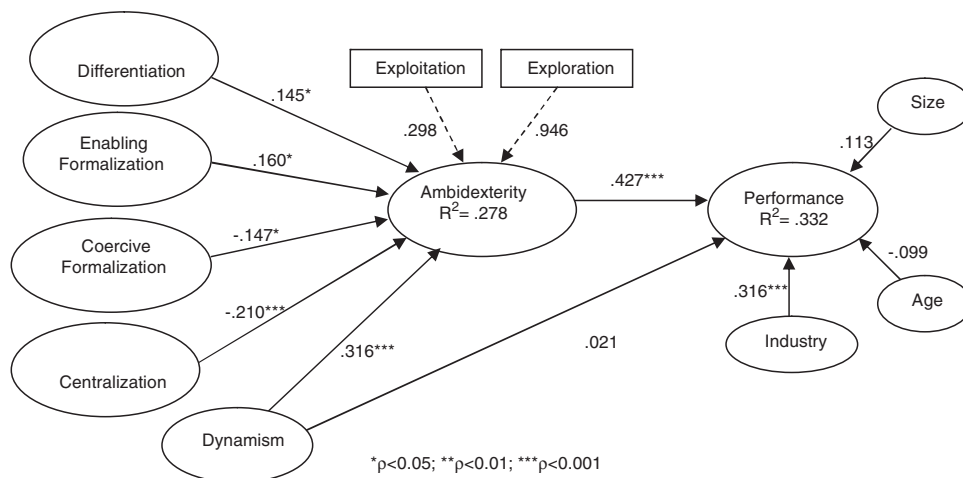 Differentiation
Exploitation
Exploration
Size
.145*
.298
.946
.113
Enabling
Formalization
.160*
Ambidexterity
R²= .278
.427***
Performance
R²= .332
Coercive
Formalization
-.147*
-.099
Age
-.210***
.316***
Industry
Centralization
.316***
.021
Dynamism
*ρ<0.05; **ρ<0.01; ***ρ<0.001